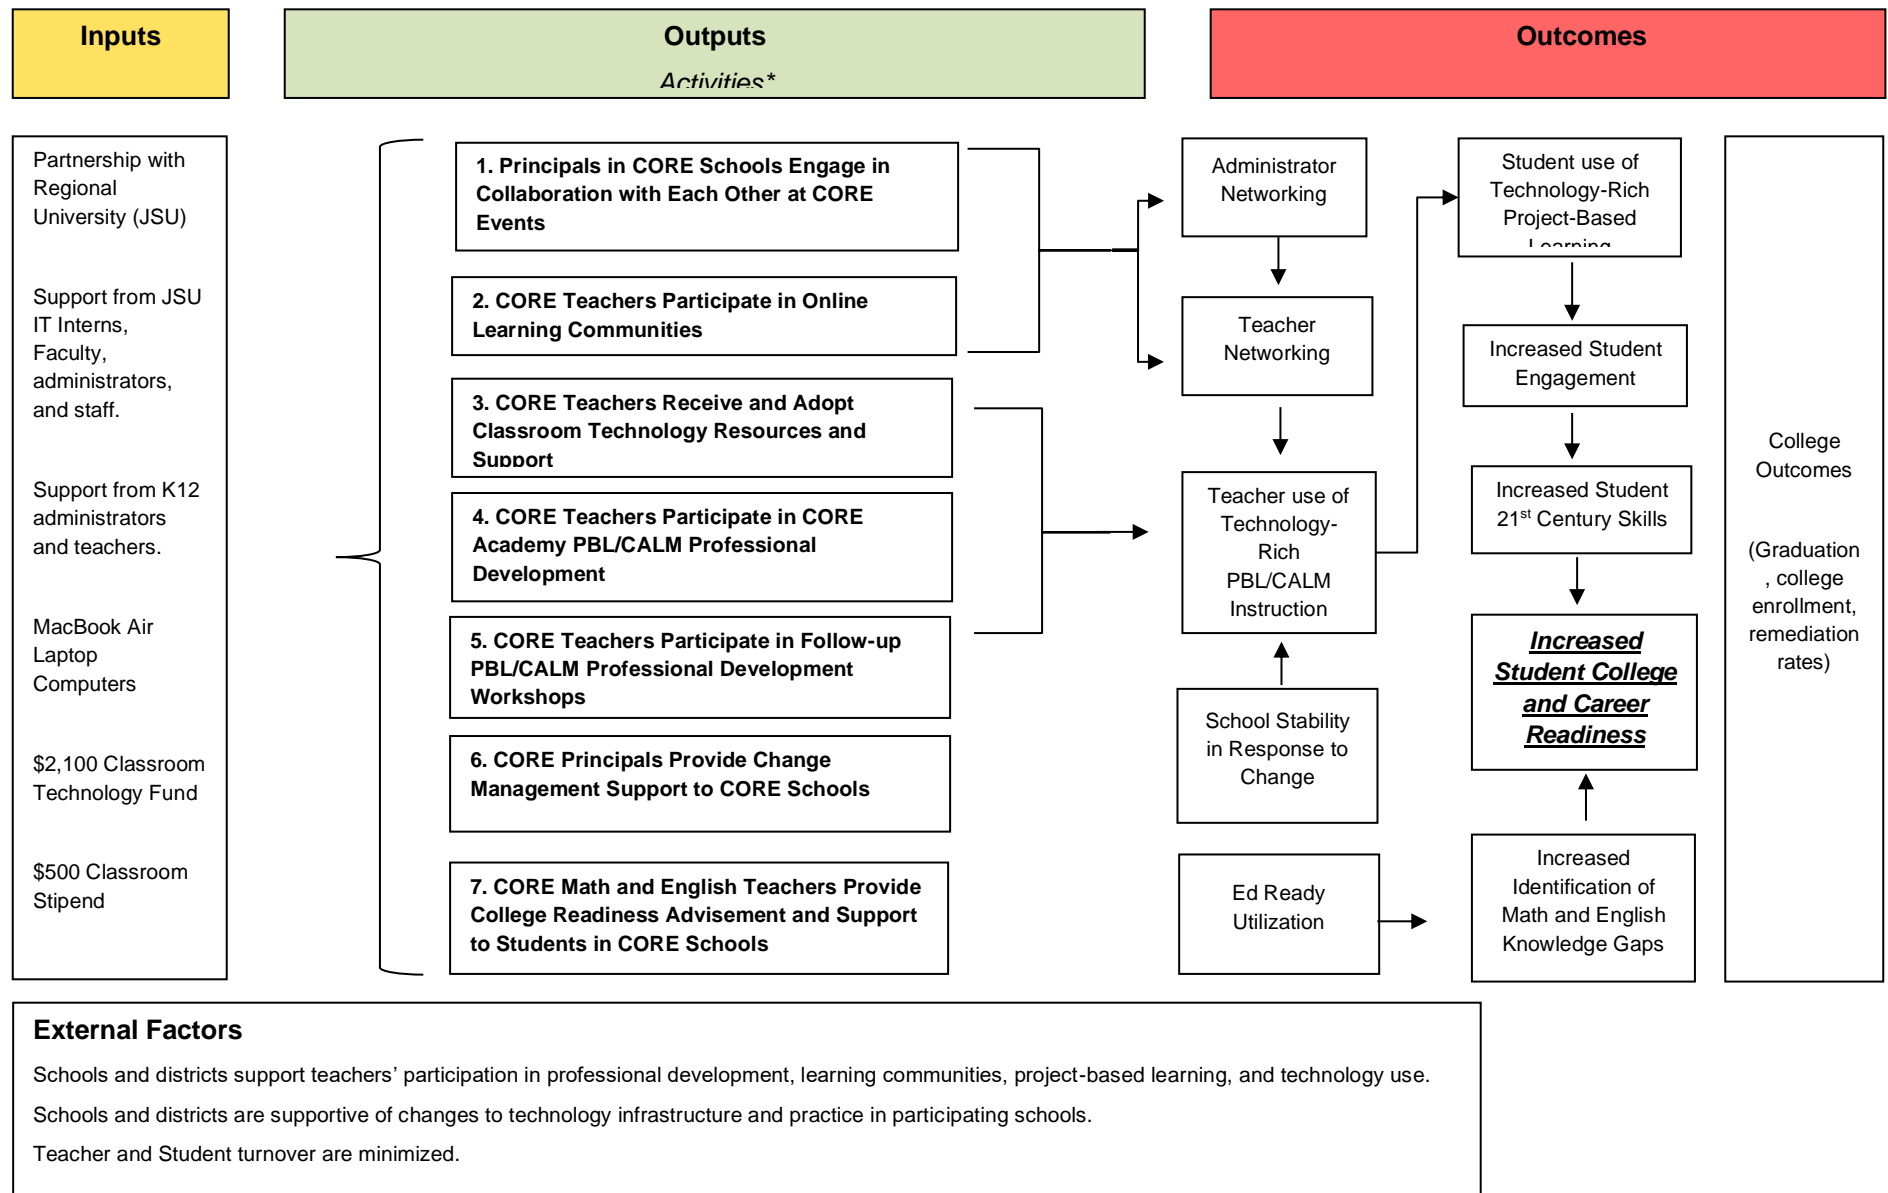 Inputs
Outputs
Activities*
Outcomes
Partnership with
Regional
University (JSU)
Support from JSU
IT Interns,
Faculty,
administrators,
and staff.
Support from K12
administrators
and teachers.
MacBook Air
Laptop
Computers
$2,100 Classroom
Technology Fund
$500 Classroom
Stipend
1. Principals in CORE Schools Engage in
Collaboration with Each Other at CORE
Events
2. CORE Teachers Participate in Online
Learning Communities
3. CORE Teachers Receive and Adopt
Classroom Technology Resources and
Support
4. CORE Teachers Participate in CORE
Academy PBL/CALM Professional
Development
5. CORE Teachers Participate in Follow-up
PBL/CALM Professional Development
Workshops
6. CORE Principals Provide Change
Management Support to CORE Schools
7. CORE Math and English Teachers Provide
College Readiness Advisement and Support
to Students in CORE Schools
Administrator
Networking
Teacher
Networking
Teacher use of
Technology-
Rich
PBL/CALM
Instruction
School Stability
in Response to
Change
Ed Ready
Utilization
Student use of
Technology-Rich
Project-Based
Learning
Increased Student
Engagement
Increased Student
21st Century Skills
Increased
Student College
and Career
Readiness
Increased
Identification of
Math and English
Knowledge Gaps
College
Outcomes
(Graduation
, college
enrollment,
remediation
rates)
External Factors
Schools and districts support teachers’ participation in professional development, learning communities, project-based learning, and technology use.
Schools and districts are supportive of changes to technology infrastructure and practice in participating schools.
Teacher and Student turnover are minimized.